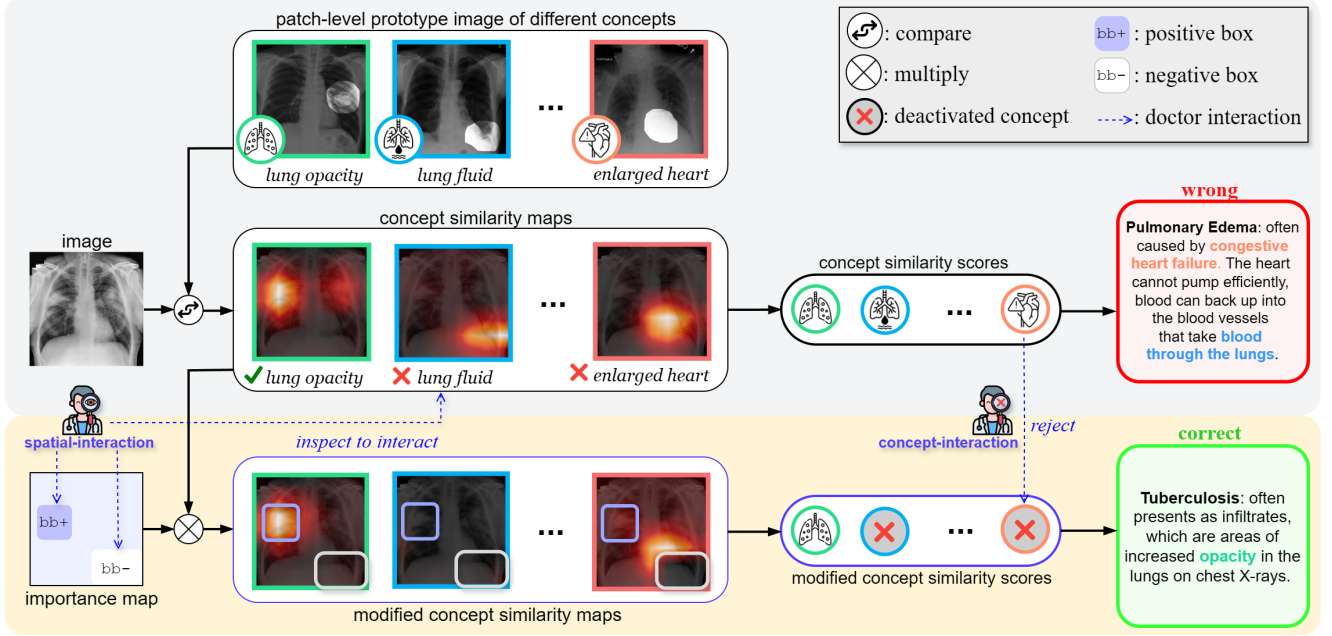 patch-level prototype image of different concepts
lung opacity
lung fluid
...
enlarged heart
: compare
: multiply
: deactivated concept
bb+ : positive box
bb- : negative box
: doctor interaction
image
concept similarity maps
lung opacity
lung fluid
...
enlarged heart
concept similarity scores
...
wrong
Pulmonary Edema: often
caused by congestive
heart failure. The heart
cannot pump efficiently,
blood can back up into
the blood vessels
that take blood
through the lungs.
spatial-interaction
inspect to interact
concept-interaction
reject
bb+
bb-
importance map
...
modified concept similarity maps
...
modified concept similarity scores
correct
Tuberculosis: often
presents as infiltrates,
which are areas of
increased opacity in the
lungs on chest X-rays.